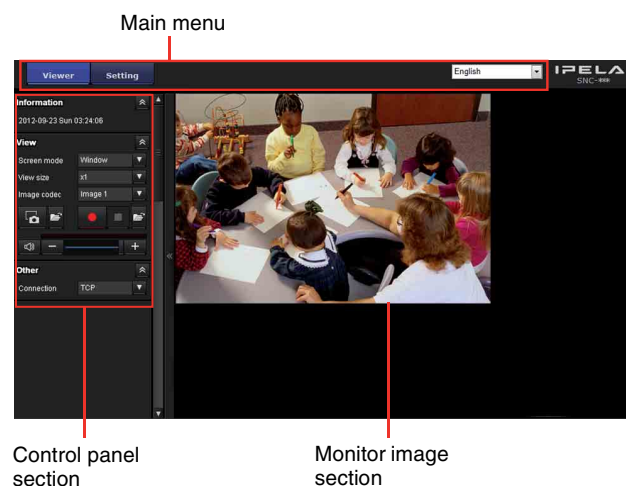 Main menu
Viewer Setting English IPELA
SNC-***
Information
2012-09-23 Sun 03:24:06
View
Screen mode Window
View size x1
Image codec Image 1
Other
Connection TCP
Control panel
section
Monitor image
section